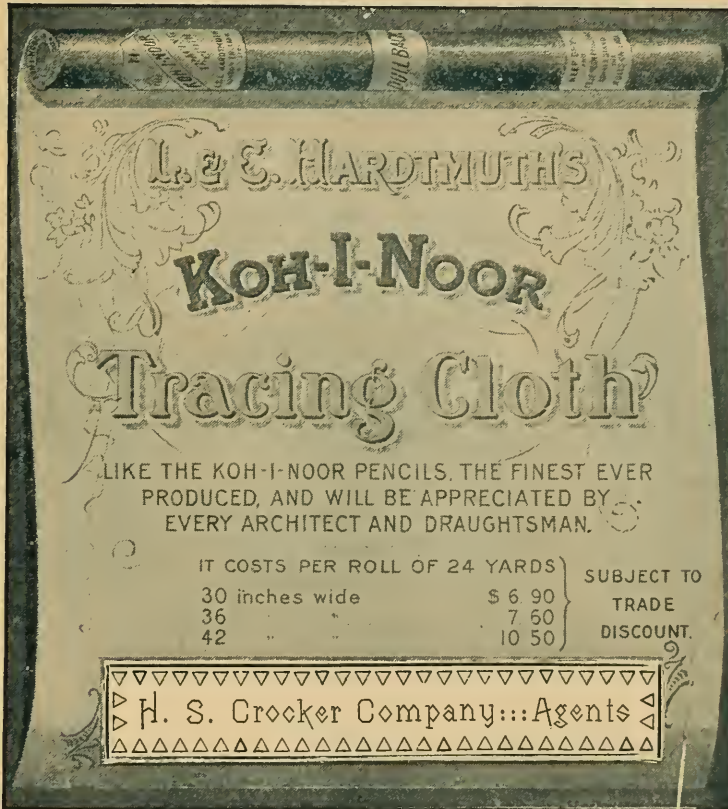 KOH-I-NOOR
L. & C. HARDTMUTH'S
KOH-I-NOOR
Tracing Cloth
LIKE THE KOH-I-NOOR PENCILS, THE FINEST EVER
PRODUCED, AND WILL BE APPRECIATED BY
EVERY ARCHITECT AND DRAUGHTSMAN.
IT COSTS PER ROLL OF 24 YARDS
30 inches wide $ 6.90
36 " " 7.60
42 " " 10 50
SUBJECT TO
TRADE
DISCOUNT.
H. S. Crocker Company:::Agents